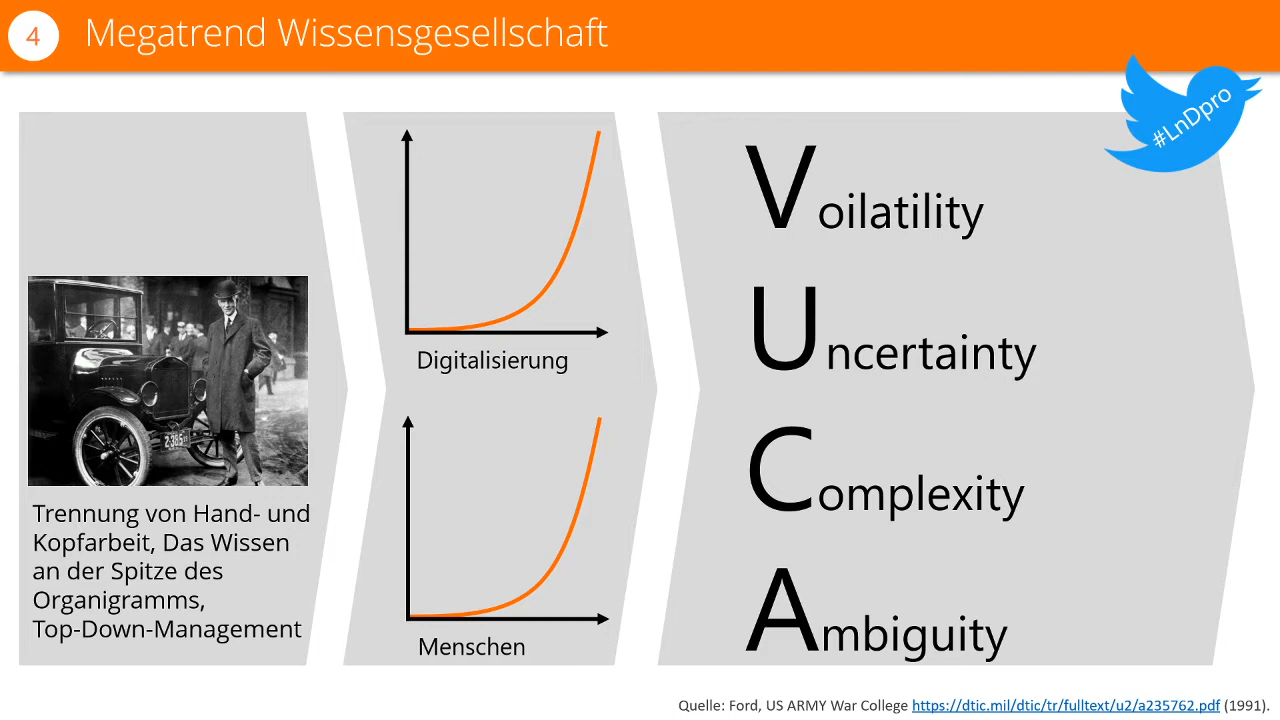 4
Megatrend Wissensgesellschaft
#LnDpro
2-385
Trennung von Hand- und
Kopfarbeit, Das Wissen
an der Spitze des
Organigramms,
Top-Down-Management
Digitalisierung
Menschen
Voilatility
Uncertainty
Complexity
Ambiguity
Quelle: Ford, US ARMY War College https://dtic.mil/dtic/tr/fulltext/u2/a235762.pdf (1991).